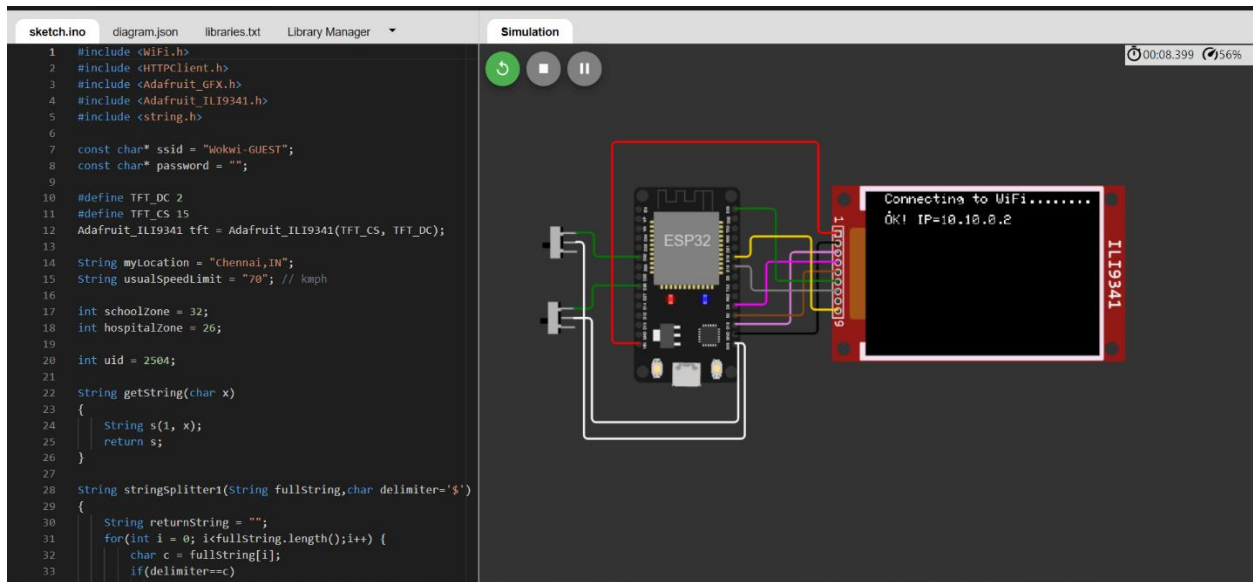 sketch.ino diagram.json libraries.txt Library Manager
1 #include <WiFi.h>
2 #include <HTTPClient.h>
3 #include <Adafruit_GFX.h>
4 #include <Adafruit_ILI9341.h>
5 #include <string.h>
6
7 const char* ssid = "Wokwi-GUEST";
8 const char* password = "";
9
10 #define TFT_DC 2
11 #define TFT_CS 15
12 Adafruit_ILI9341 tft = Adafruit_ILI9341(TFT_CS, TFT_DC);
13
14 String myLocation = "Chennai,IN";
15 String usualSpeedLimit = "70"; // kmph
16
17 int schoolZone = 32;
18 int hospitalZone = 26;
19
20 int uid = 2504;
21
22 String getString(char x)
23 {
24 String s(1, x);
25 return s;
26 }
27
28 String stringSplitter1(String fullString,char delimiter='$')
29 {
30 String returnString = "";
31 for(int i = 0; i<fullString.length();i++) {
32 char c = fullString[i];
33 if(delimiter==c)
Simulation
00:08.399 56%
ESP32
Connecting to WiFi........
OK! IP=10.10.0.2
1
9
ILI9341